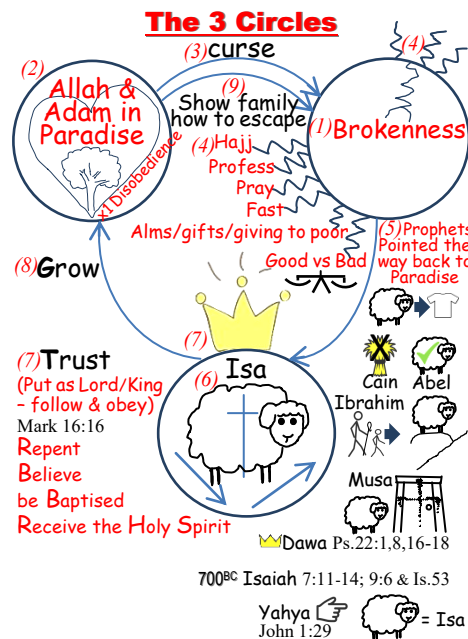 The 3 Circles
(3)curse
(4)
(2)
Allah &
Adam in
Paradise
x1Disobedience
(9)
Show family
how to escape
(1)Brokenness
(4)Hajj
Profess
Pray
Fast
Alms/gifts/giving to poor
Good vs Bad
(5)Prophets
Pointed the
way back to
Paradise
(8)Grow
(7)
(7)Trust
(Put as Lord/King
– follow & obey)
Mark 16:16
Repent
Believe
be Baptised
Receive the Holy Spirit
Isa
(6)
Cain Abel
Ibrahim
Musa
Dawa Ps.22:1,8,16-18
700BC Isaiah 7:11-14; 9:6 & Is.53
Yahya
John 1:29
= Isa